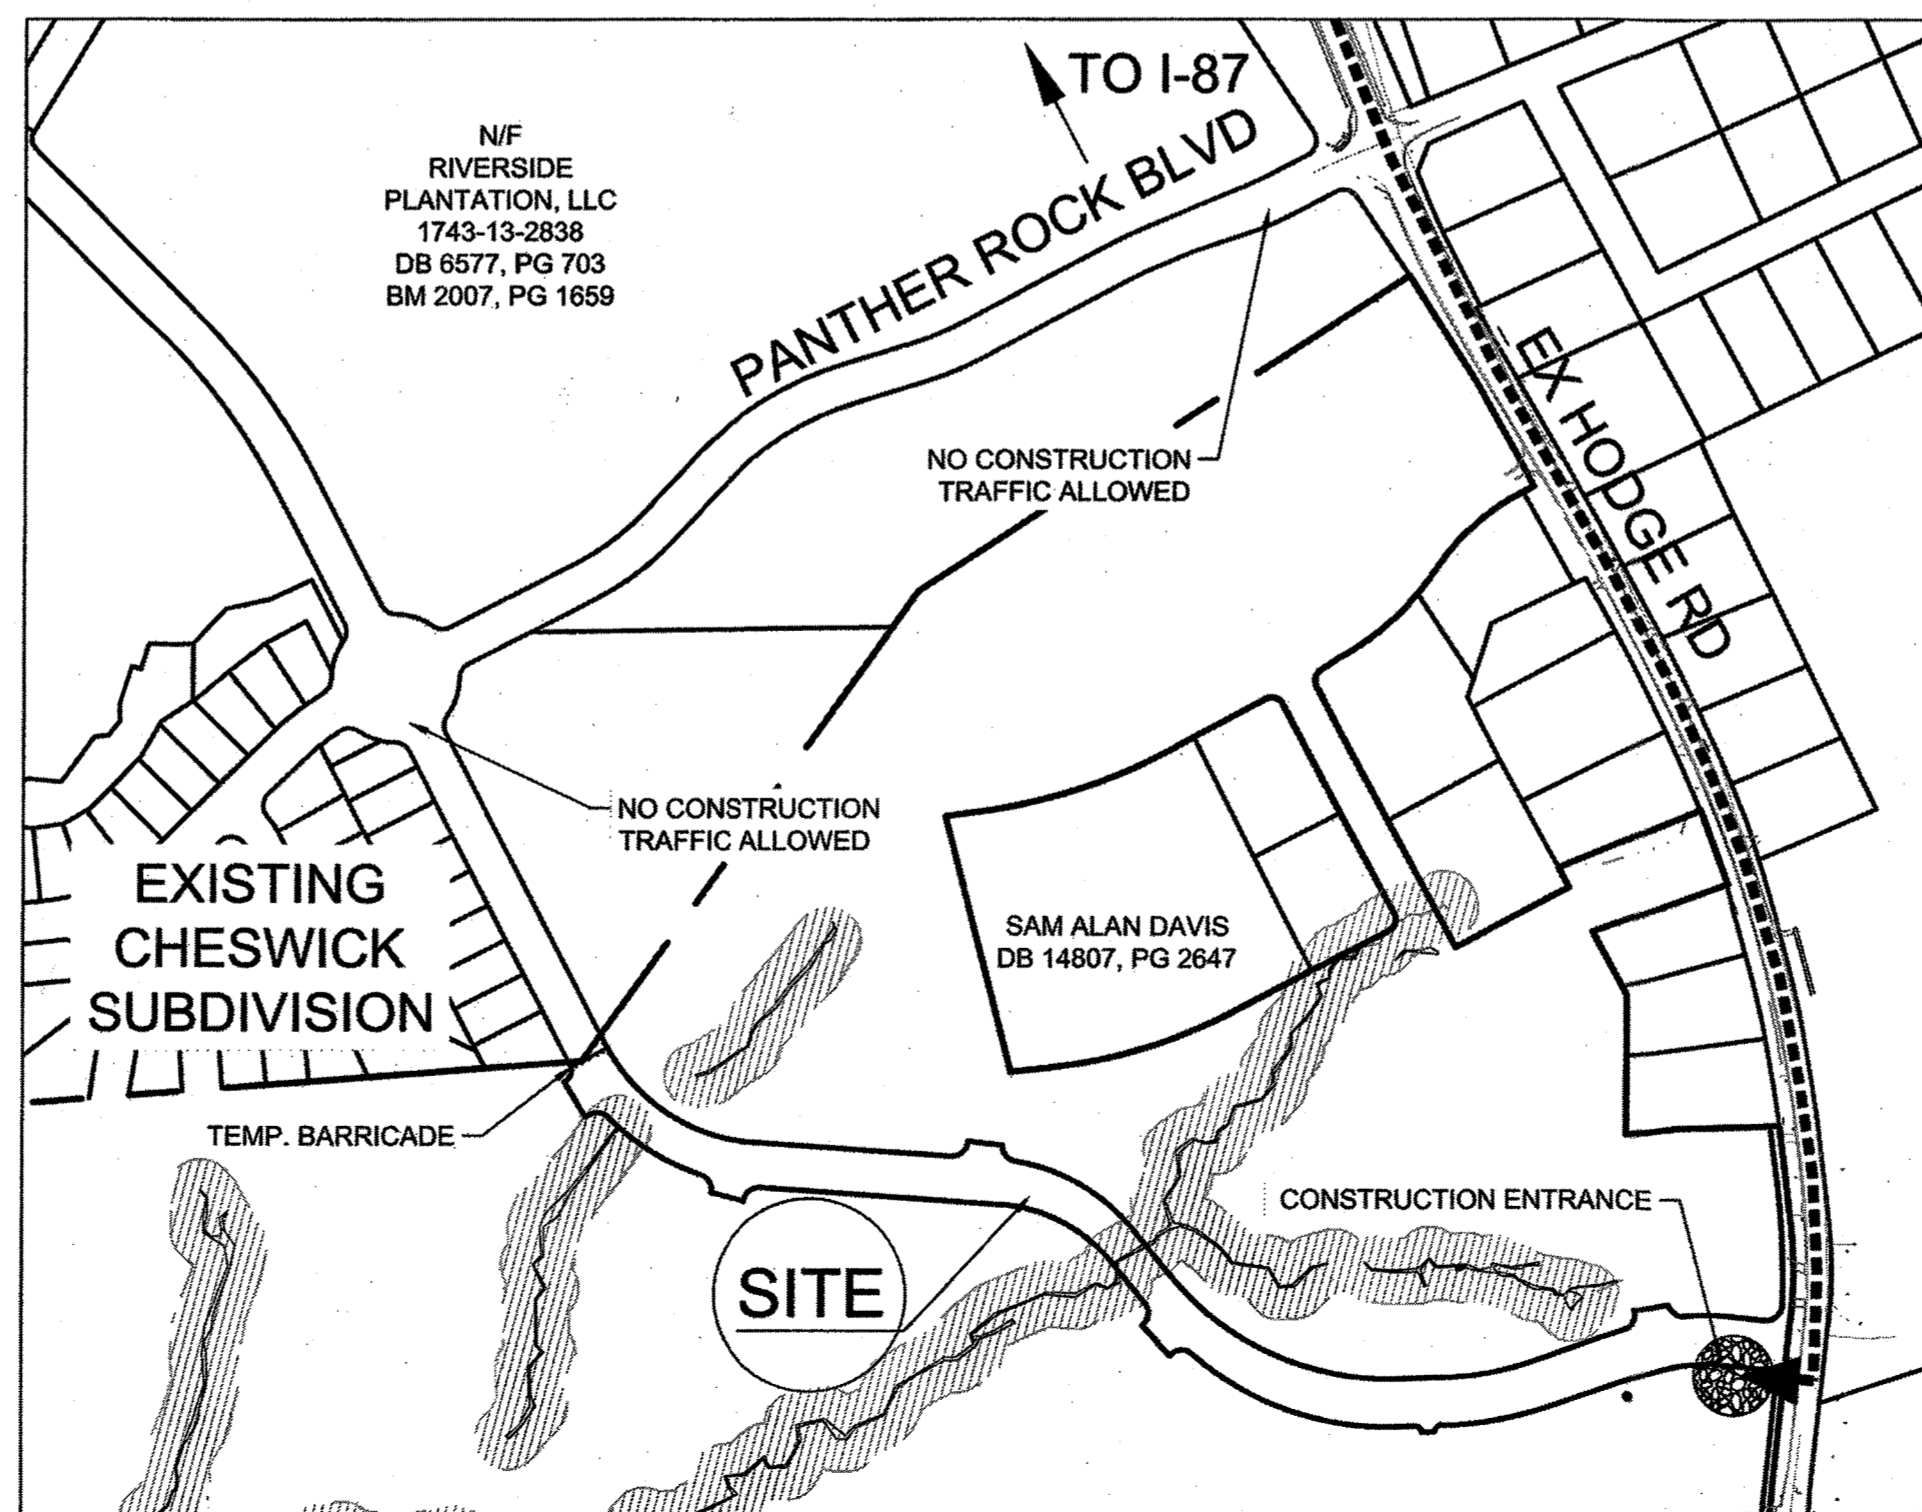 TO I-87
N/F
RIVERSIDE
PLANTATION, LLC
1743-13-2838
DB 6577, PG 703
BM 2007, PG 1659
PANTHER ROCK BLVD
EX HODGE RD
NO CONSTRUCTION
TRAFFIC ALLOWED
NO CONSTRUCTION
TRAFFIC ALLOWED
EXISTING
CHESWICK
SUBDIVISION
SAM ALAN DAVIS
DB 14807, PG 2647
TEMP. BARRICADE
CONSTRUCTION ENTRANCE
SITE